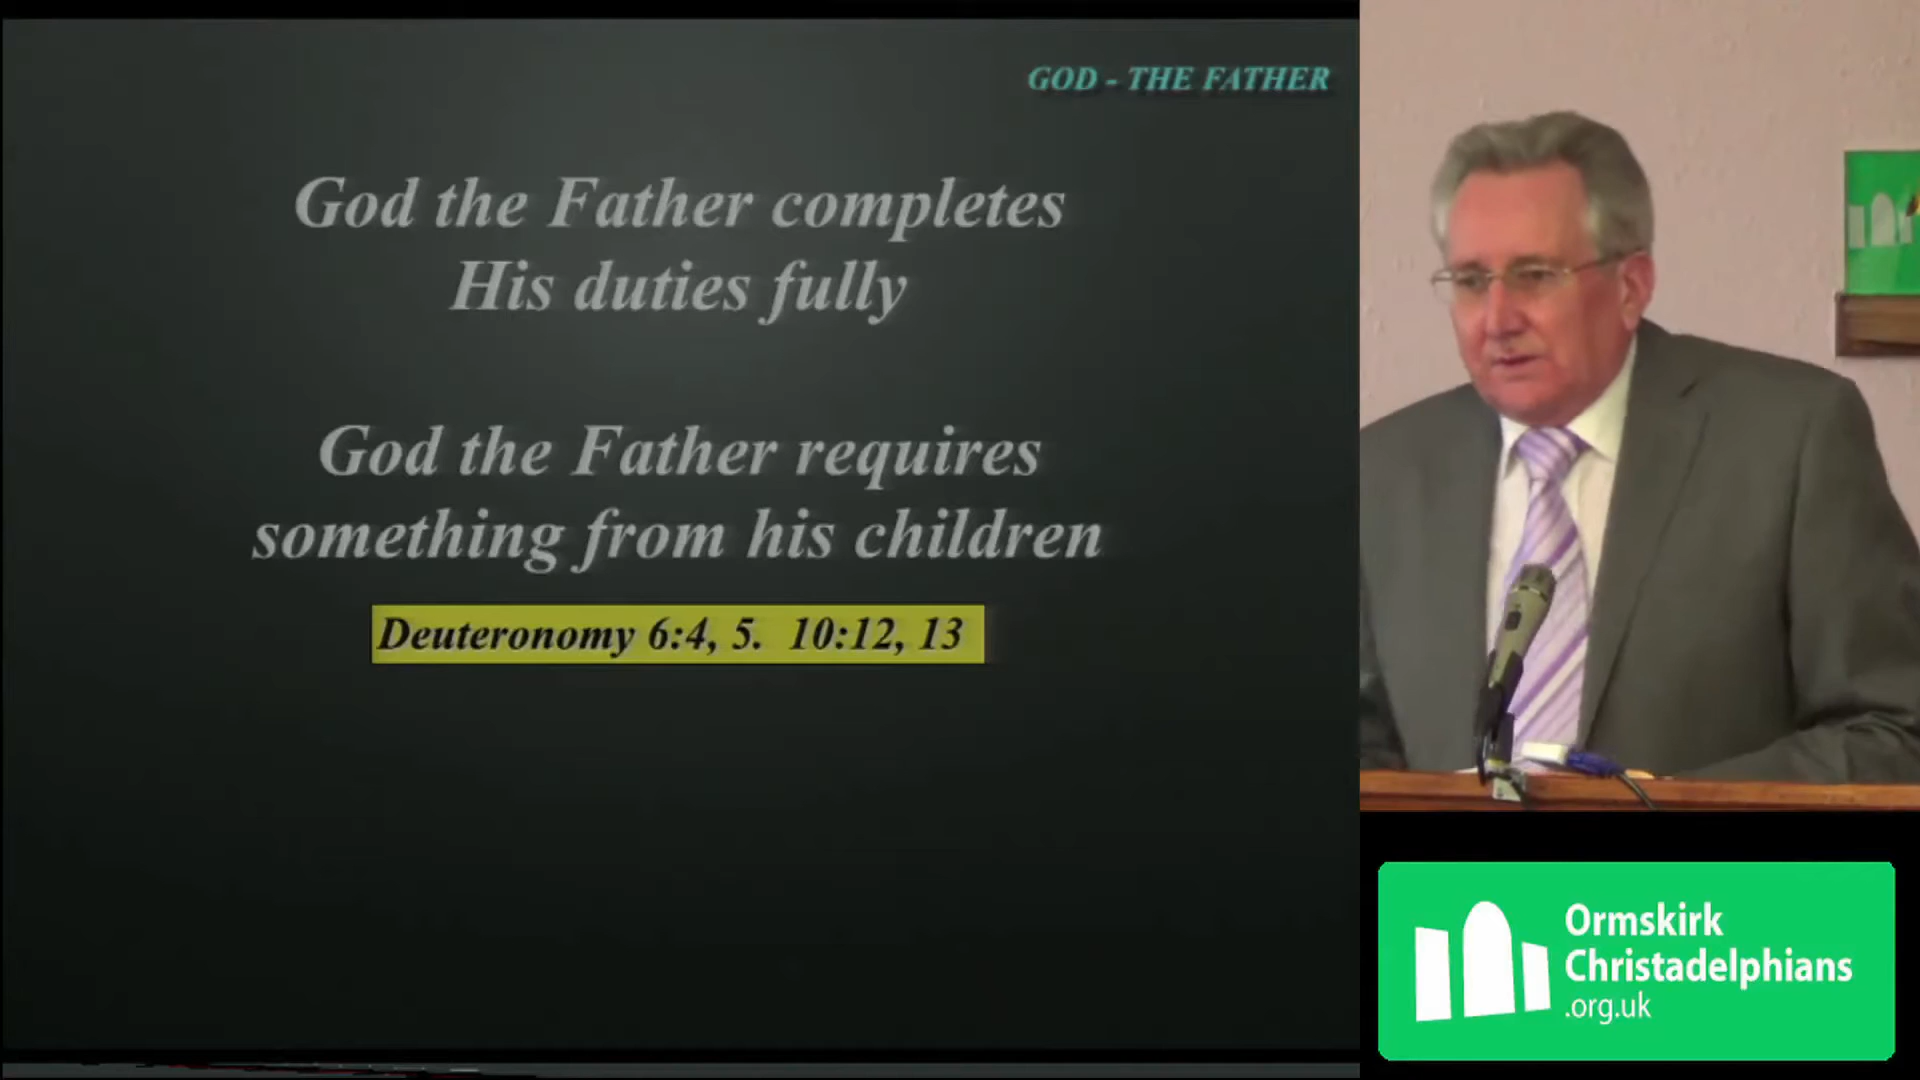 GOD - THE FATHER
God the Father completes
His duties fully
God the Father requires
something from his children
Deuteronomy 6:4, 5.  10:12, 13
Ormskirk
Christadelphians
.org.uk